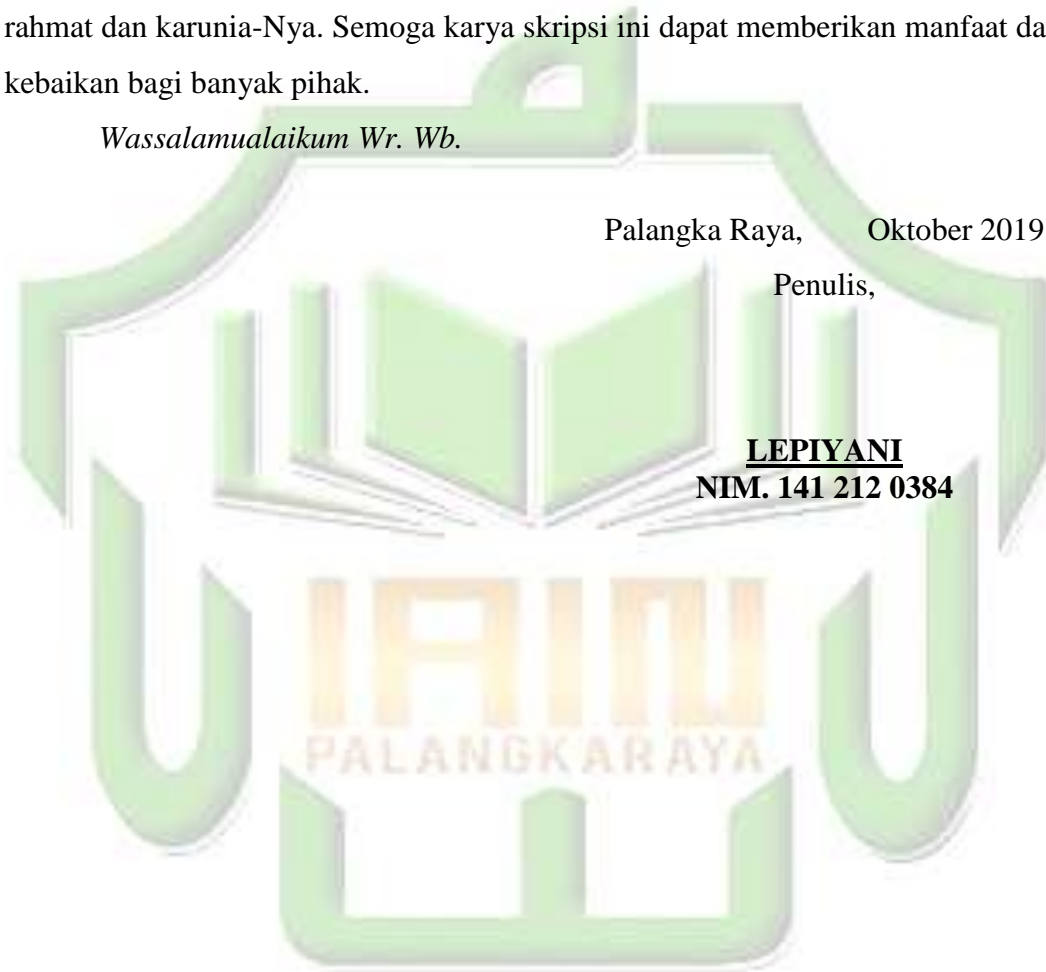 rahmat dan karunia-Nya. Semoga karya skripsi ini dapat memberikan manfaat da
kebaikan bagi banyak pihak.
Wassalamualaikum Wr. Wb.
Palangka Raya, Oktober 2019
Penulis,
LEPIYANI
NIM. 141 212 0384
IAIN
PALANGKARAYA